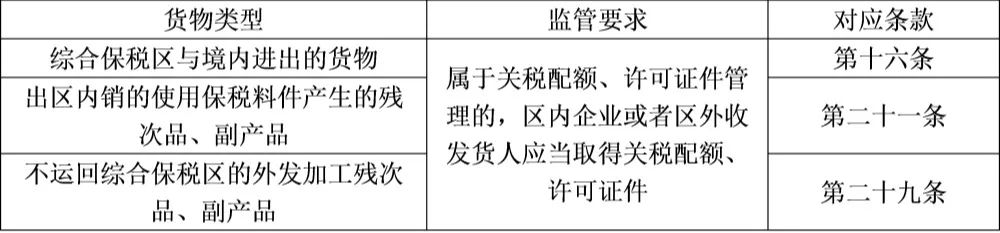 货物类型
监管要求
对应条款
综合保税区与境内进出的货物
第十六条
出区内销的使用保税料件产生的残
次品、副产品
第二十一条
不运回综合保税区的外发加工残次
品、副产品
第二十九条
属于关税配额、许可证件管
理的，区内企业或者区外收
发货人应当取得关税配额、
许可证件